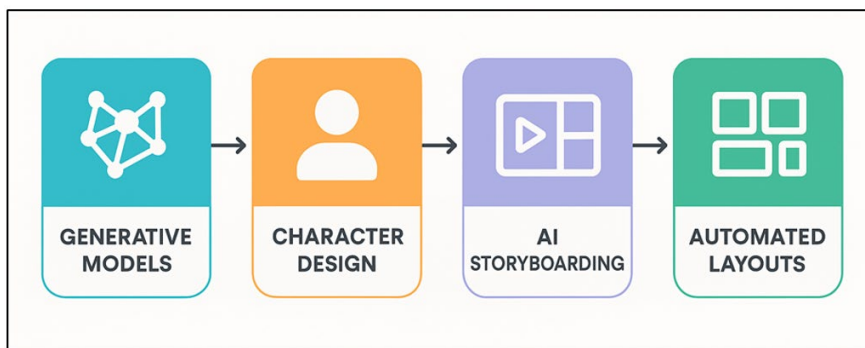 GENERATIVE
MODELS
CHARACTER
DESIGN
AI
STORYBOARDING
AUTOMATED
LAYOUTS